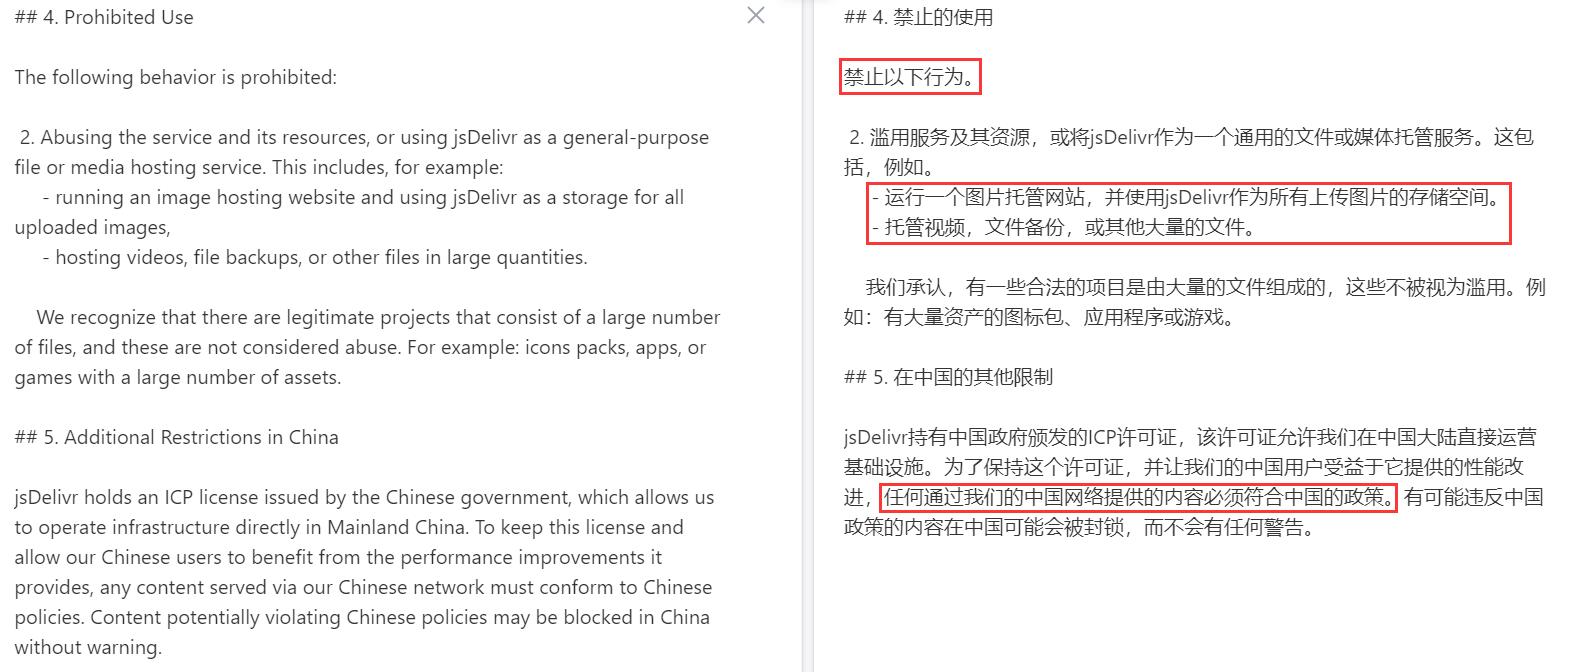 ## 4. Prohibited Use
The following behavior is prohibited:
2. Abusing the service and its resources, or using jsDelivr as a general-purpose
file or media hosting service. This includes, for example:
- running an image hosting website and using jsDelivr as a storage for all
uploaded images,
- hosting videos, file backups, or other files in large quantities.
We recognize that there are legitimate projects that consist of a large number
of files, and these are not considered abuse. For example: icons packs, apps, or
games with a large number of assets.
## 5. Additional Restrictions in China
jsDelivr holds an ICP license issued by the Chinese government, which allows us
to operate infrastructure directly in Mainland China. To keep this license and
allow our Chinese users to benefit from the performance improvements it
provides, any content served via our Chinese network must conform to Chinese
policies. Content potentially violating Chinese policies may be blocked in China
without warning.
## 4. 禁止的使用
禁止以下行为。
2. 滥用服务及其资源，或将jsDelivr作为一个通用的文件或媒体托管服务。这包
括，例如。
- 运行一个图片托管网站，并使用jsDelivr作为所有上传图片的存储空间。
- 托管视频，文件备份，或其他大量的文件。
我们承认，有一些合法的项目是由大量的文件组成的，这些不被视为滥用。例
如：有大量资产的图标包、应用程序或游戏。
## 5. 在中国的其他限制
jsDelivr持有中国政府颁发的ICP许可证，该许可证允许我们在中国大陆直接运营
基础设施。为了保持这个许可证，并让我们的中国用户受益于它提供的性能改
进，任何通过我们的中国网络提供的内容必须符合中国的政策。有可能违反中国
政策的内容在中国可能会被封锁，而不会有任何警告。